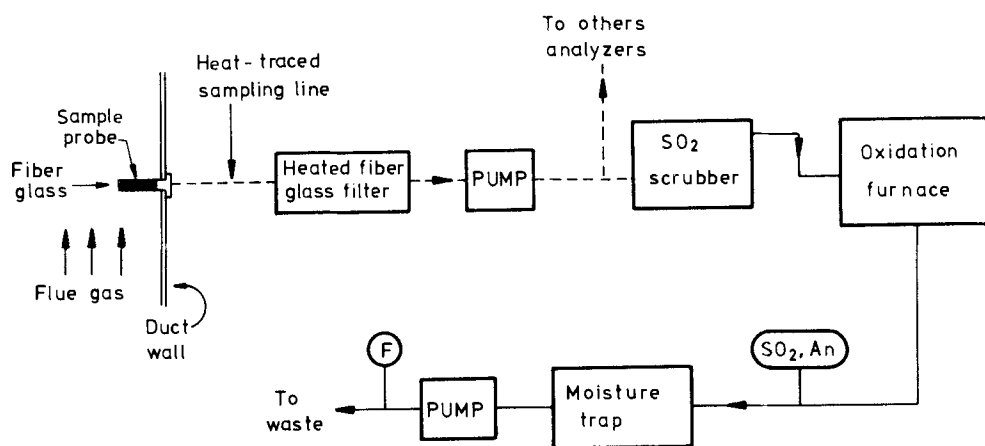 To others
analyzers
Heat-traced
sampling line
Sample
probe
Fiber
glass
Heated fiber
glass filter
PUMP
SO2
scrubber
Oxidation
furnace
Flue gas
Duct
wall
F
SO2, An
To
waste
PUMP
Moisture
trap